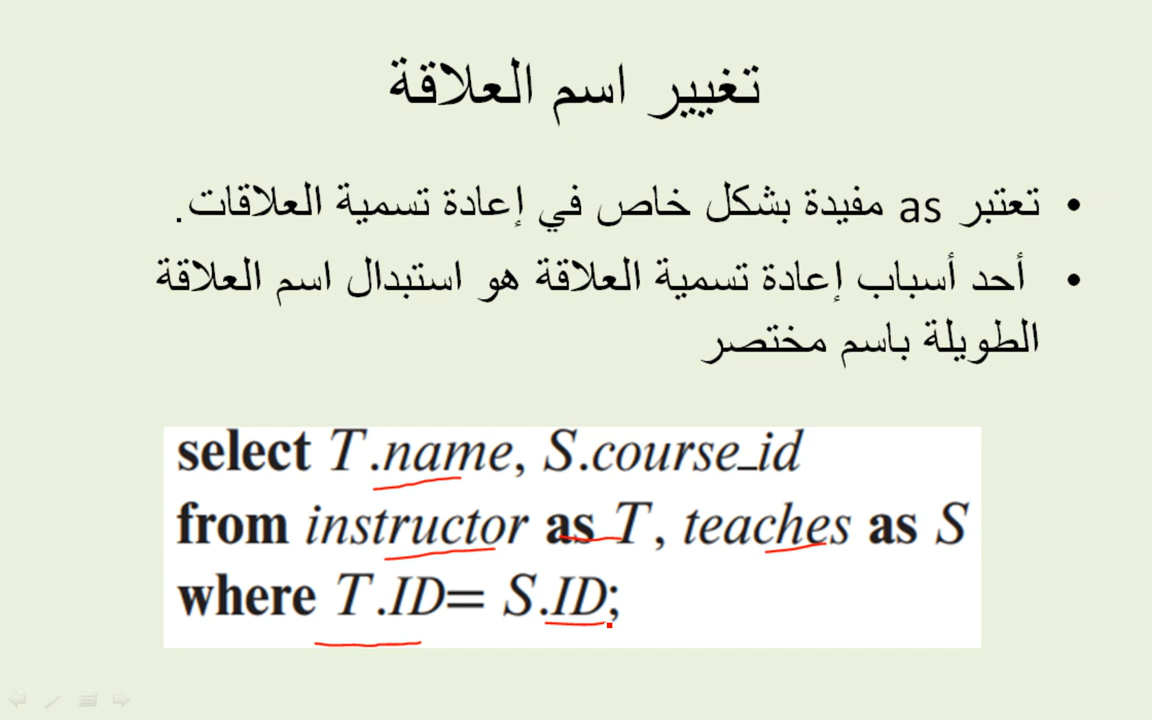 تغيير اسم العلاقة
• تعتبر as مفيدة بشكل خاص في إعادة تسمية العلاقات.
• أحد أسباب إعادة تسمية العلاقة هو استبدال اسم العلاقة
الطويلة باسم مختصر
select T.name, S.course_id
from instructor as T, teaches as S
where T.ID= S.ID;